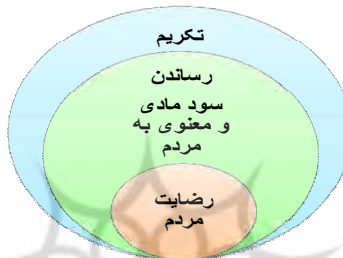 تکریم
رساندن
سود مادی
و معنوی به
مردم
رضایت
مردم